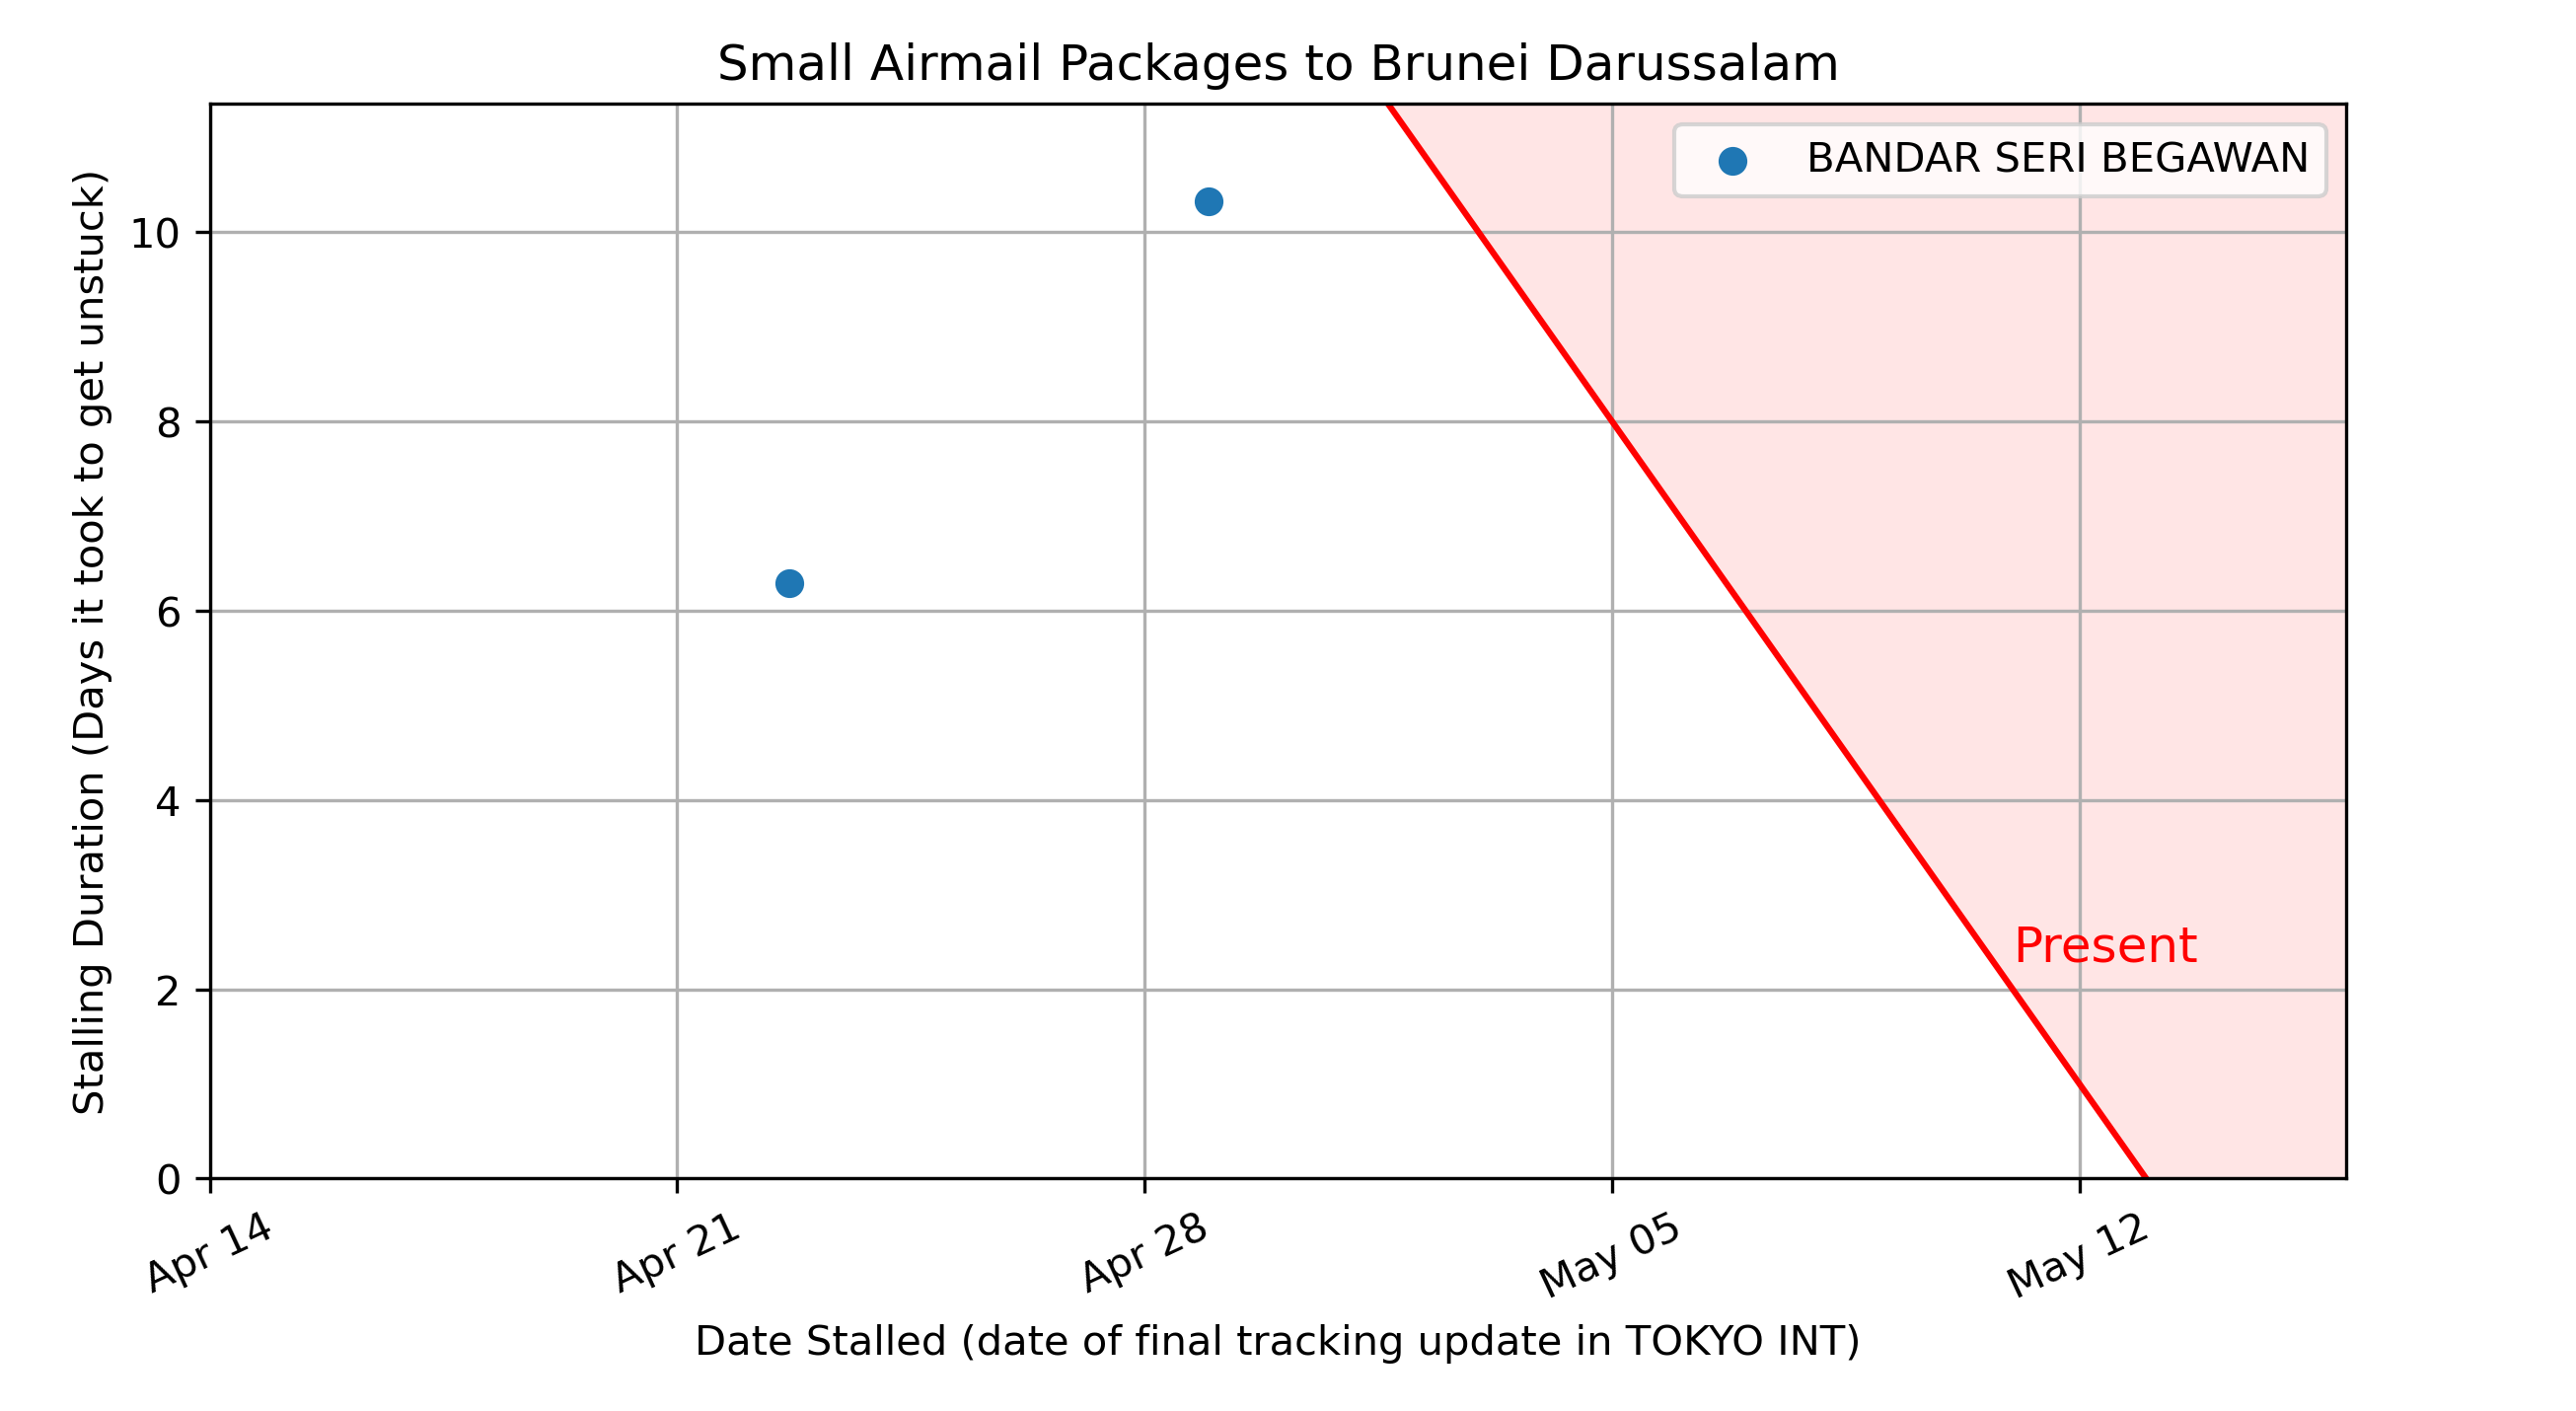 Small Airmail Packages to Brunei Darussalam
BANDAR SERI BEGAWAN
Stalling Duration (Days it took to get unstuck)
10
8
6
4
2
0
Present
Apr 14
Apr 21
Apr 28
May 05
May 12
Date Stalled (date of final tracking update in TOKYO INT)